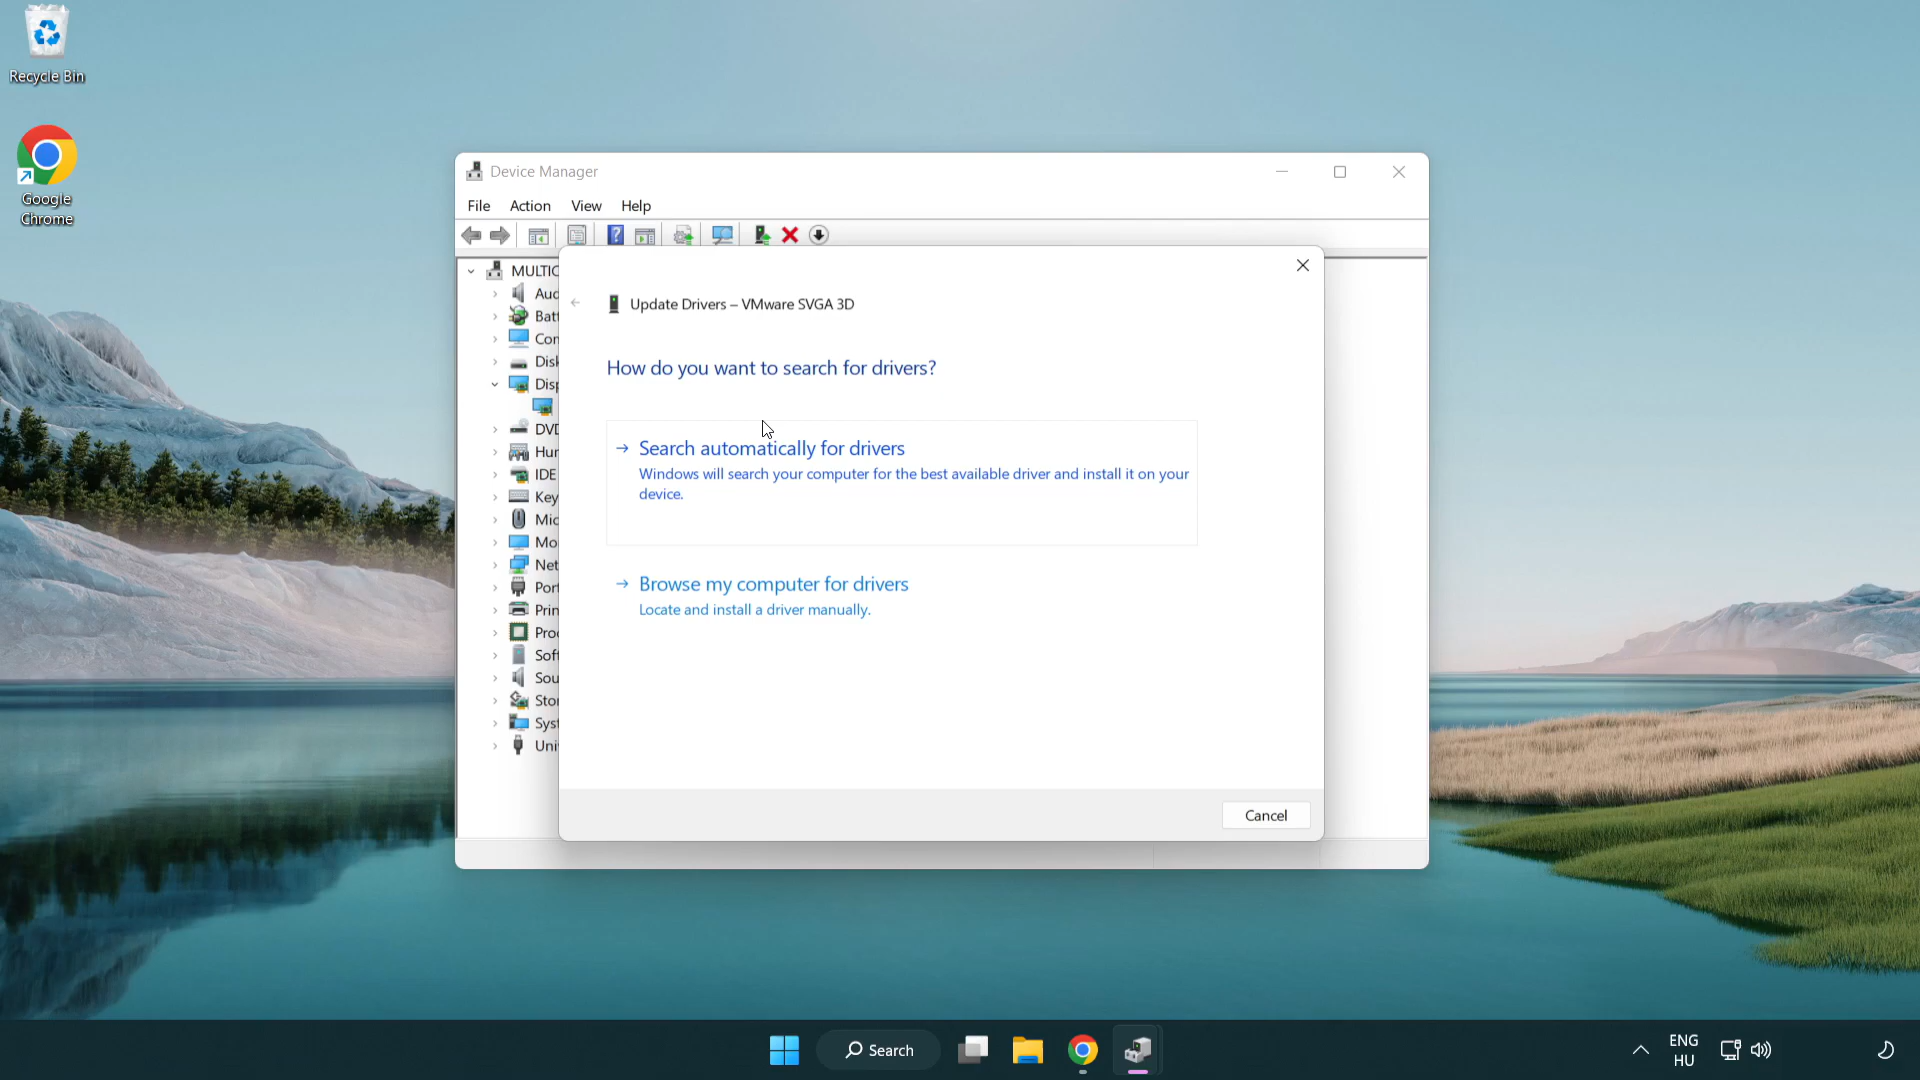 Recycle Bin
Google
Chrome
Device Manager
File Action View Help
MULTIC
Aud
Batt
Con
Disk
Disp
DVD
Hur
IDE
Key
Mic
Mo
Net
Port
Prin
Proc
Soft
Sou
Stor
Syst
Uni
Update Drivers – VMware SVGA 3D
How do you want to search for drivers?
Search automatically for drivers
Windows will search your computer for the best available driver and install it on your
device.
Browse my computer for drivers
Locate and install a driver manually.
Cancel
Search
ENG
HU